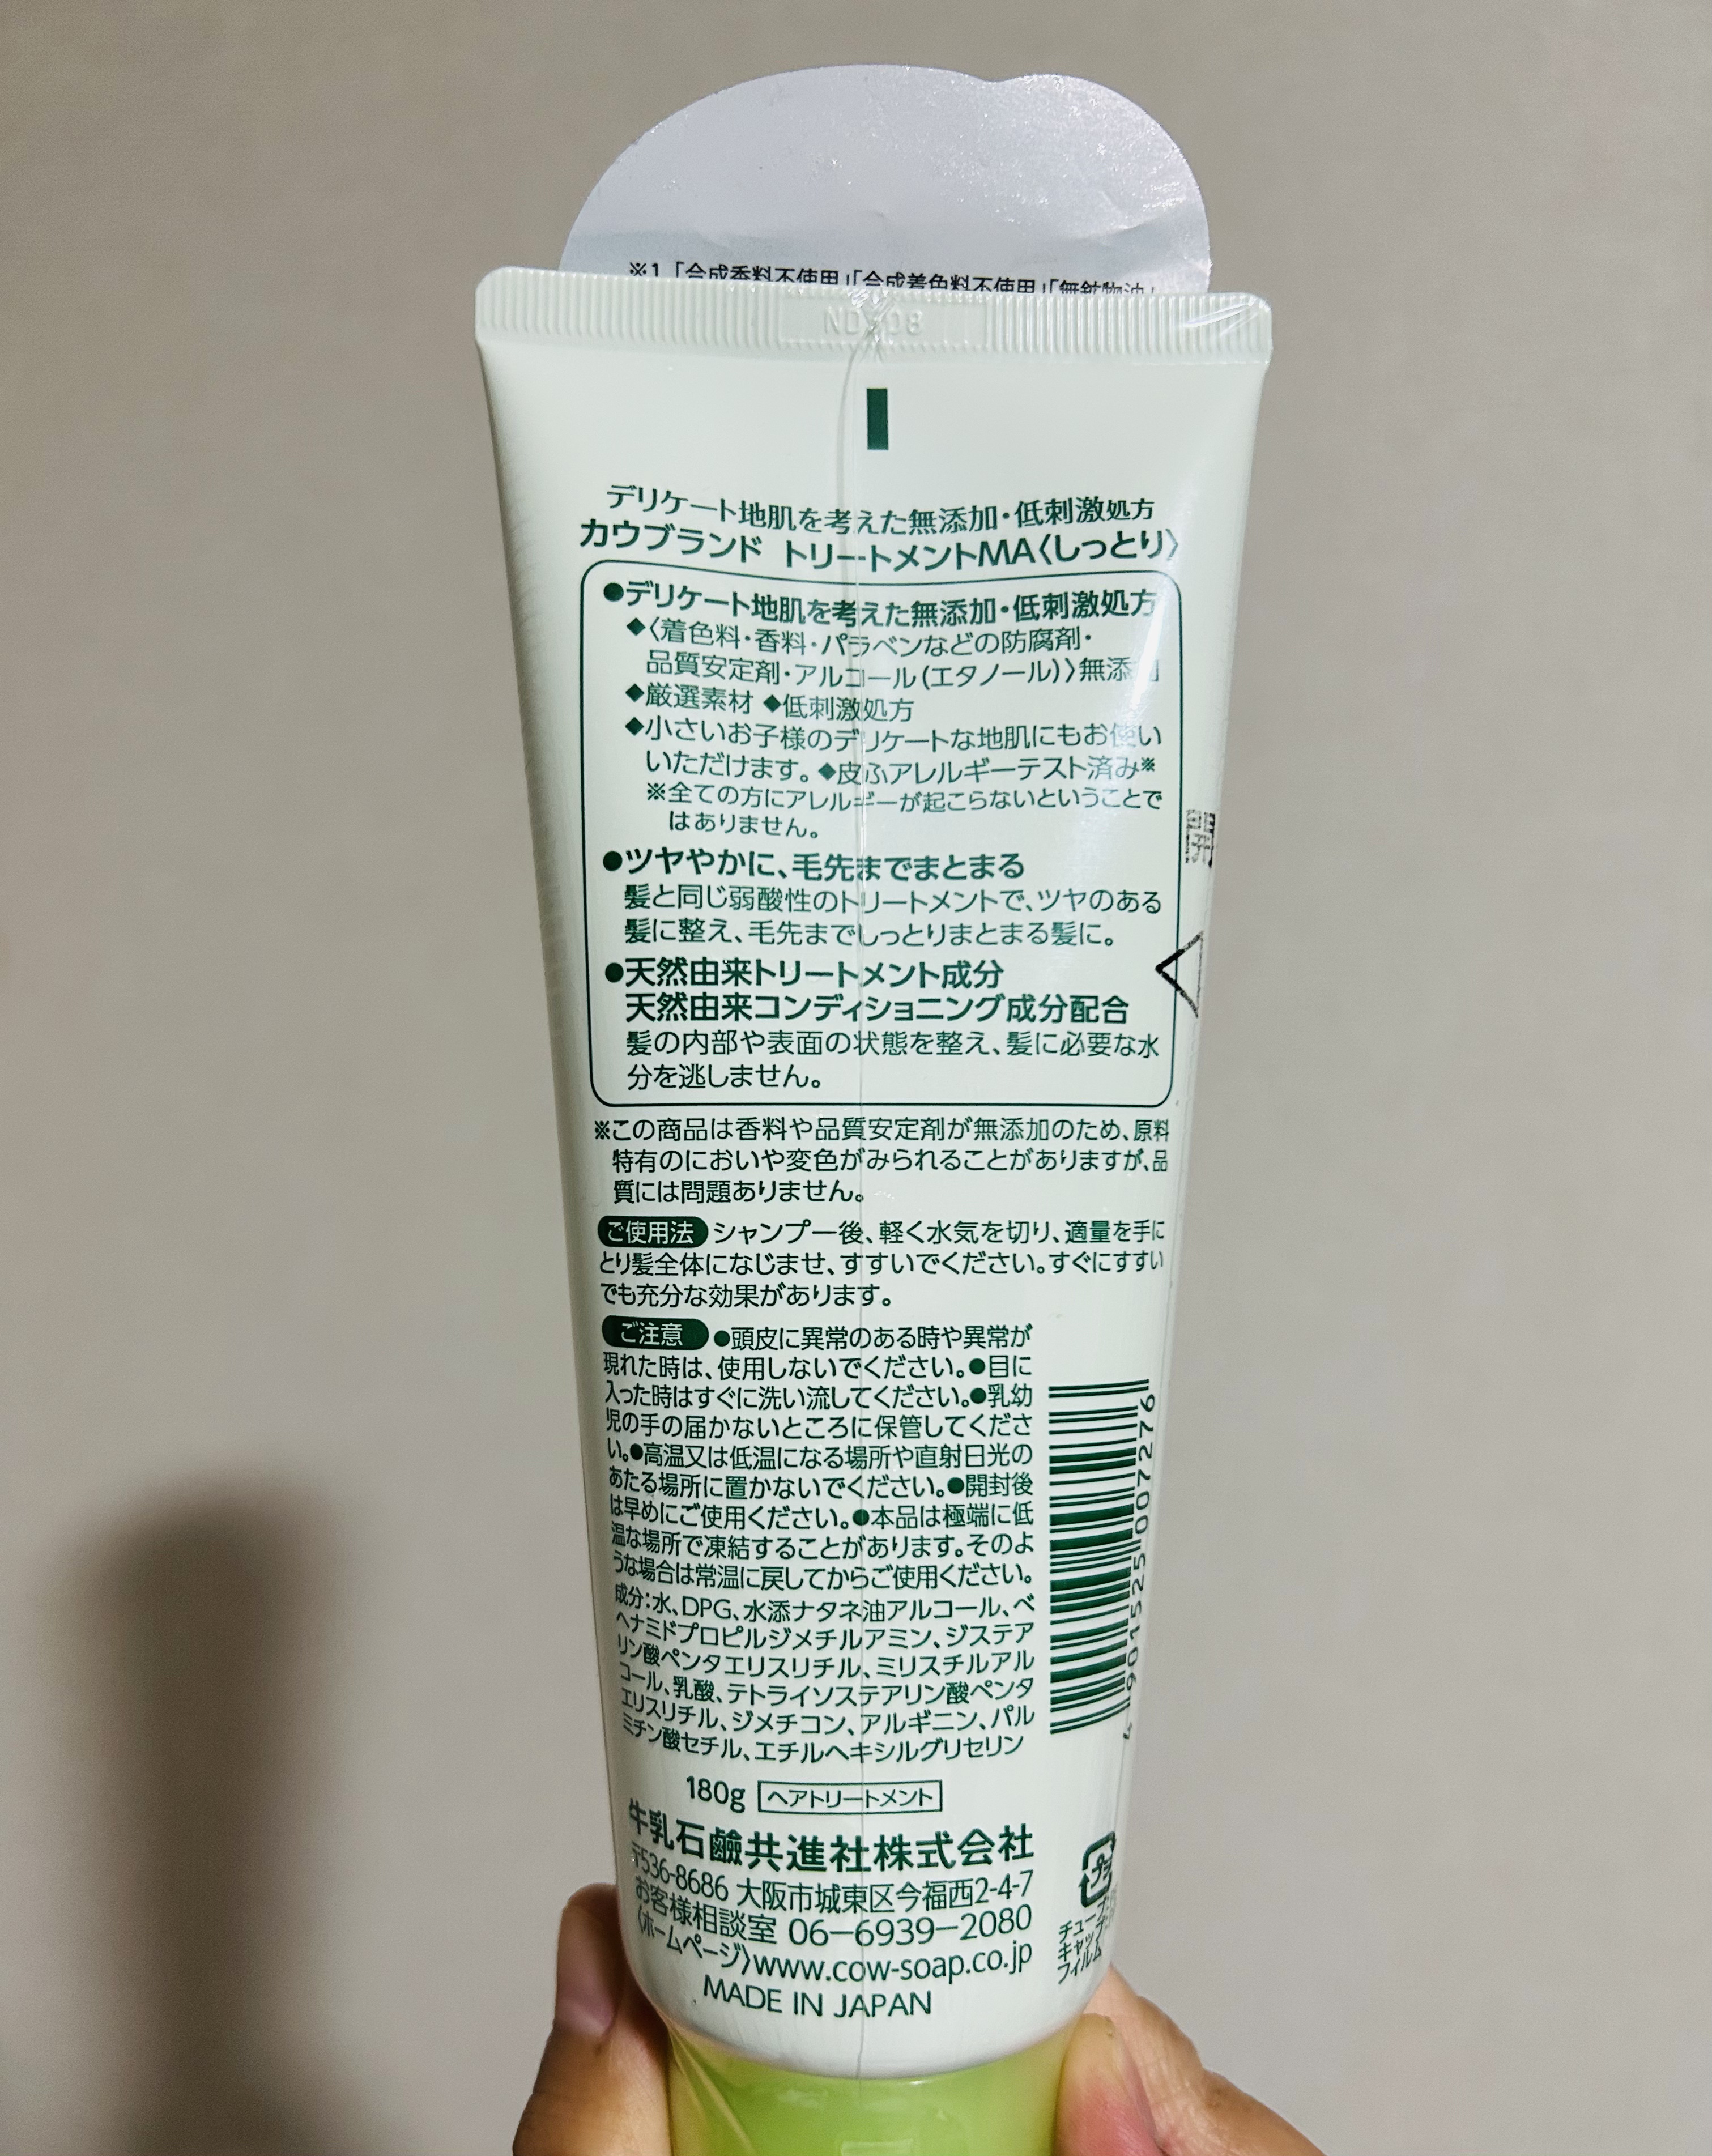 ※1「合成香料不使用」「合成着色料不使用」「無鉱物油」
デリケート地肌を考えた無添加・低刺激処方
カウブランド トリートメントMA〈しっとり〉
●デリケート地肌を考えた無添加・低刺激処方
◆〈着色料・香料・パラベンなどの防腐剤・
品質安定剤・アルコール(エタノール)〉無添加
◆厳選素材 ◆低刺激処方
◆小さいお子様のデリケートな地肌にもお使い
いただけます。◆皮ふアレルギーテスト済み※
※全ての方にアレルギーが起こらないということで
はありません。
●ツヤやかに、毛先までまとまる
髪と同じ弱酸性のトリートメントで、ツヤのある
髪に整え、毛先までしっとりまとまる髪に。
●天然由来トリートメント成分
天然由来コンディショニング成分配合
髪の内部や表面の状態を整え、髪に必要な水
分を逃しません。
※この商品は香料や品質安定剤が無添加のため、原料
特有のにおいや変色がみられることがありますが、品
質には問題ありません。
ご使用法 シャンプー後、軽く水気を切り、適量を手に
とり髪全体になじませ、すすいでください。すぐにすすい
でも充分な効果があります。
ご注意 ●頭皮に異常のある時や異常が
現れた時は、使用しないでください。●目に
入った時はすぐに洗い流してください。●乳幼
児の手の届かないところに保管してくださ
い。●高温又は低温になる場所や直射日光の
あたる場所に置かないでください。●開封後
は早めにご使用ください。●本品は極端に低
温な場所で凍結することがあります。そのよ
うな場合は常温に戻してからご使用ください。
成分:水、DPG、水添ナタネ油アルコール、ベ
ヘナミドプロピルジメチルアミン、ジステア
リン酸ペンタエリスリチル、ミリスチルアル
コール、乳酸、テトライソステアリン酸ペンタ
エリスリチル、ジメチコン、アルギニン、パル
ミチン酸セチル、エチルヘキシルグリセリン
180g ヘアトリートメント
牛乳石鹼共進社株式会社
〒536-8686 大阪市城東区今福西2-4-7
お客様相談室 06-6939-2080
〈ホームページ〉www.cow-soap.co.jp
MADE IN JAPAN
4 901525 007276
プラ
チューブ
キャップ
フィルム
開